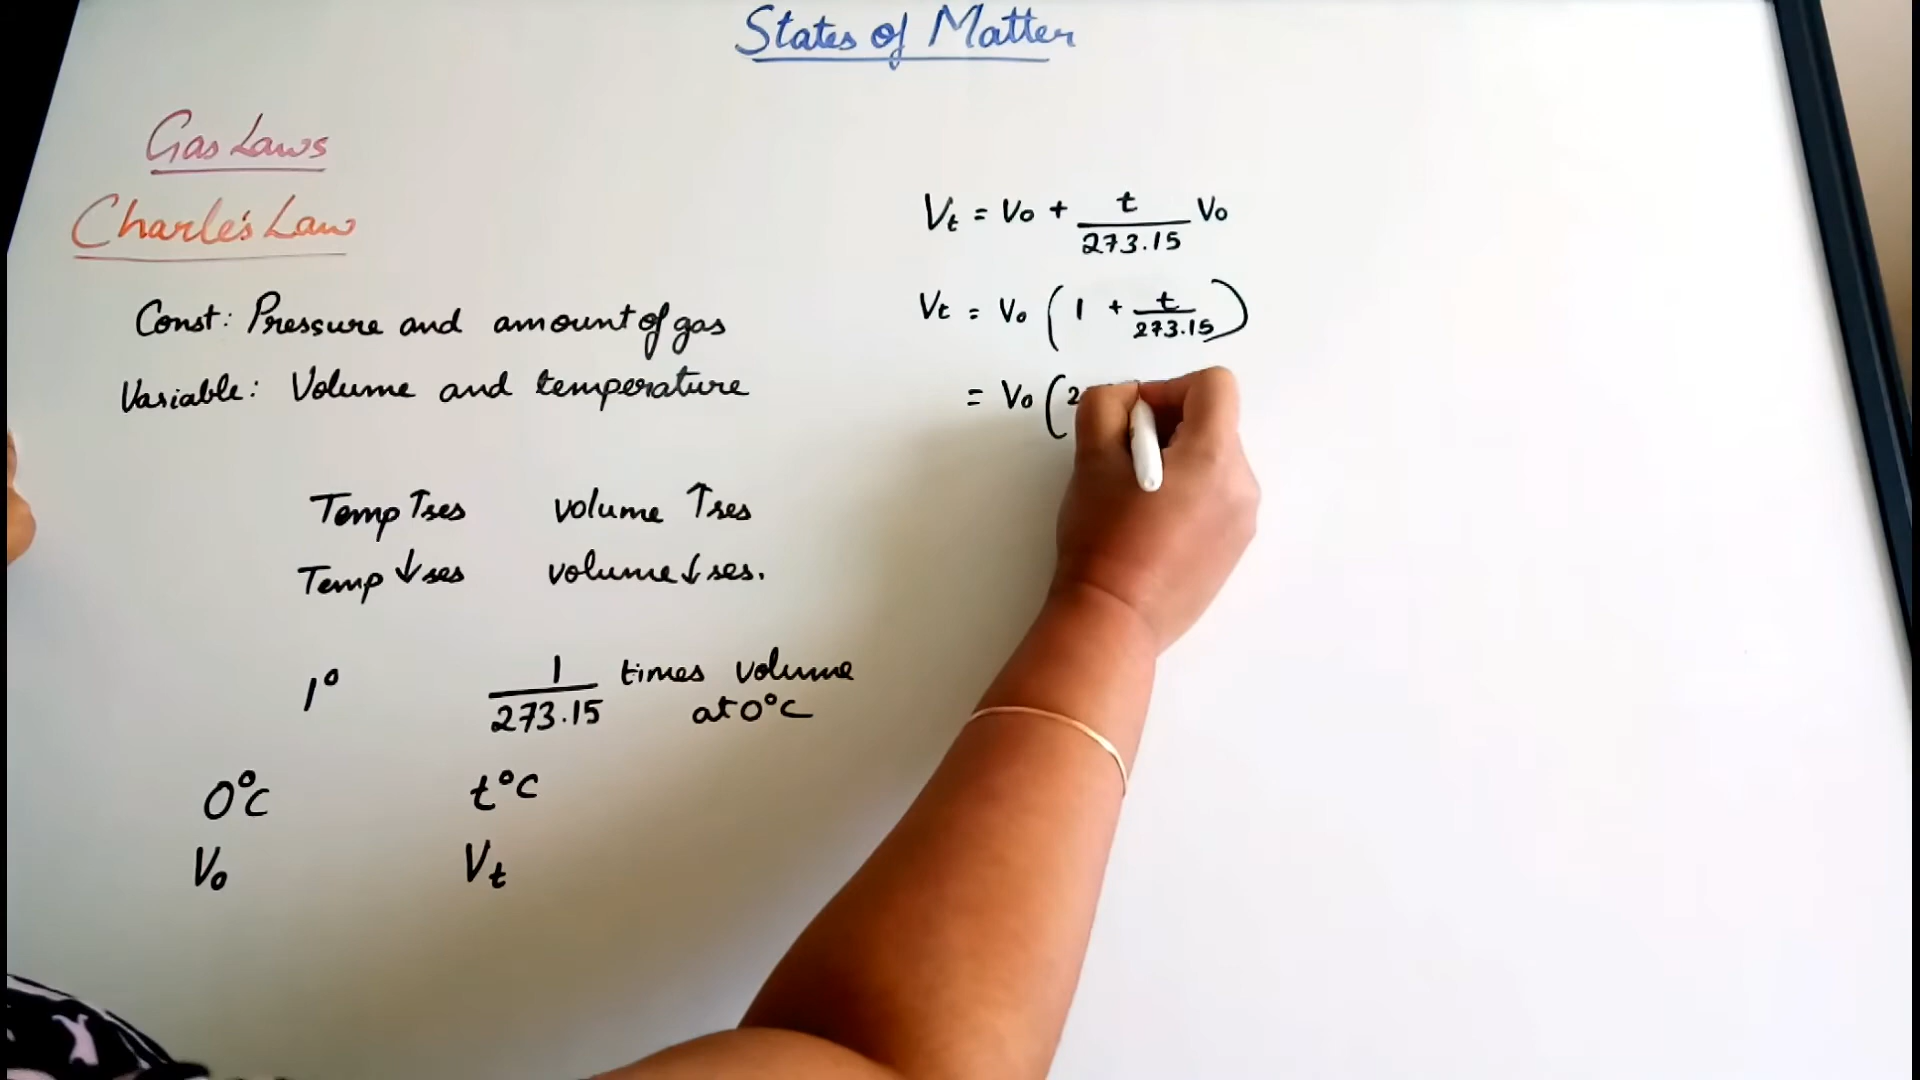 States of Matter
Gas Laws
Charle's Law
Const: Pressure and amount of gas
Variable: Volume and temperature
Temp ↑ses volume ↑ses
Temp ↓ses volume ↓ses.
1° 1/273.15 times volume at 0°C
0°C t°C
V₀ Vₜ
Vₜ = V₀ + t/273.15 V₀
Vₜ = V₀ (1 + t/273.15)
= V₀ (2